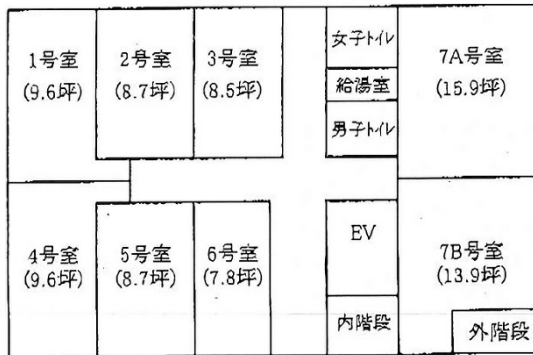 1号室
(9.6坪)
2号室
(8.7坪)
3号室
(8.5坪)
女子トイレ
給湯室
男子トイレ
7A号室
(15.9坪)
4号室
(9.6坪)
5号室
(8.7坪)
6号室
(7.8坪)
EV
内階段
7B号室
(13.9坪)
外階段